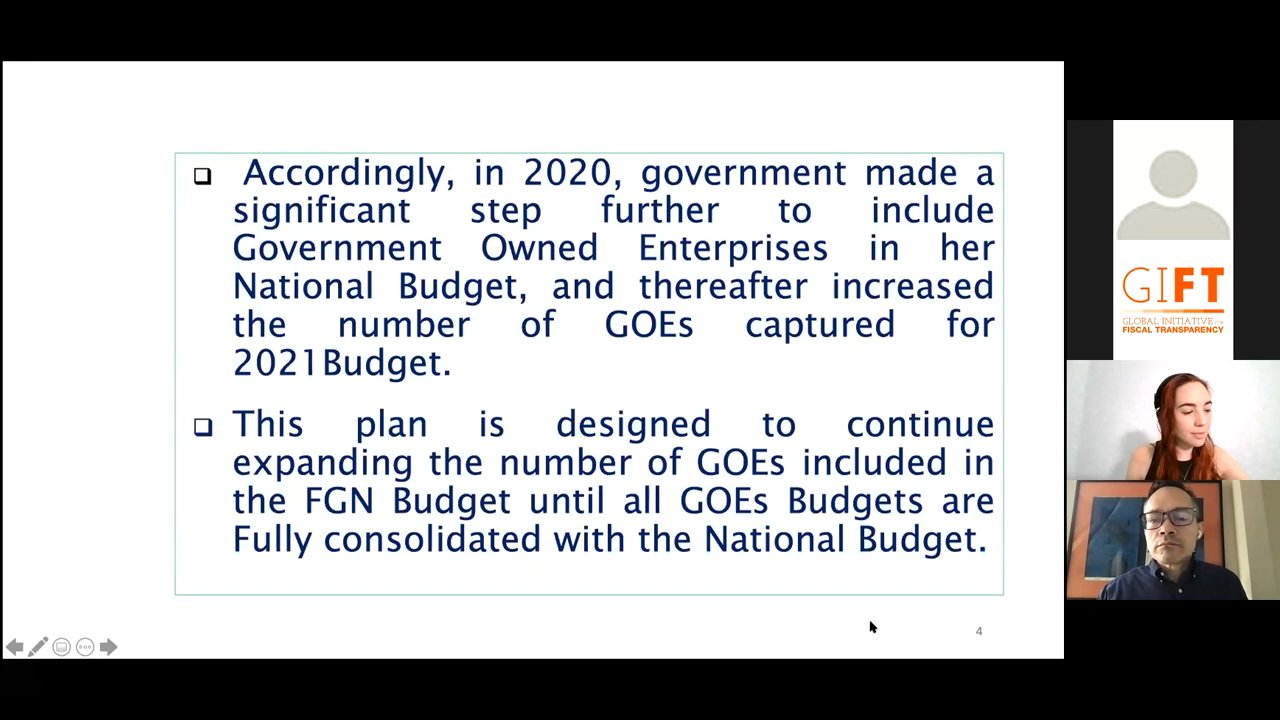 Accordingly, in 2020, government made a
significant step further to include
Government Owned Enterprises in her
National Budget, and thereafter increased
the number of GOEs captured for
2021Budget.
This plan is designed to continue
expanding the number of GOEs included in
the FGN Budget until all GOEs Budgets are
Fully consolidated with the National Budget.
4
GIFT
GLOBAL INITIATIVE FOR
FISCAL TRANSPARENCY